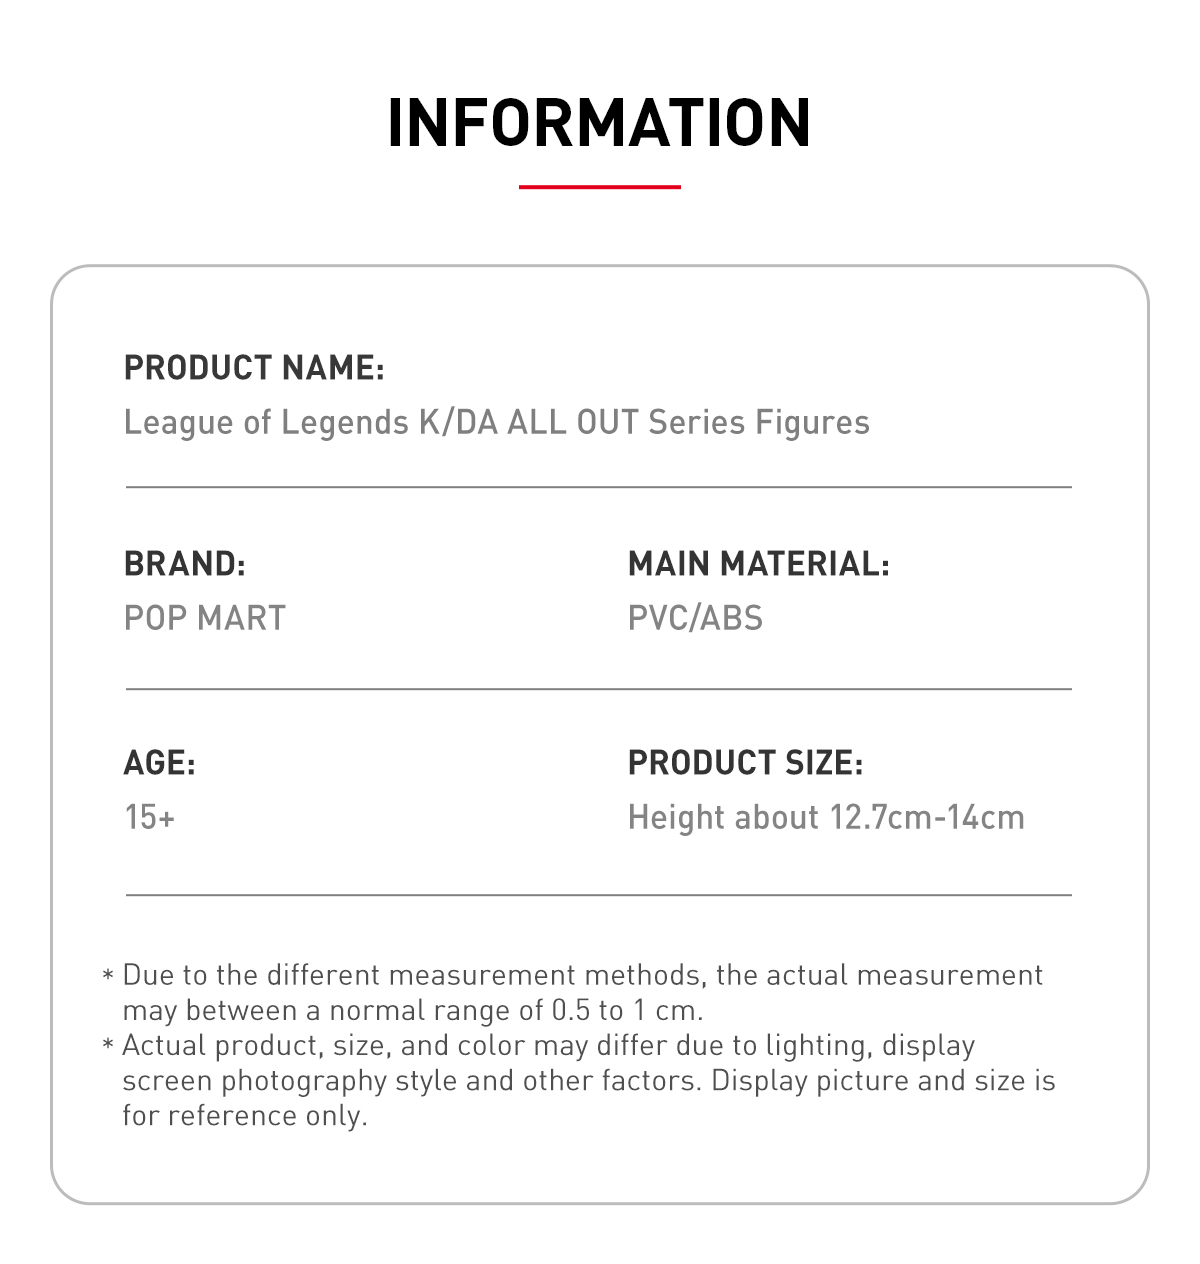 INFORMATION
PRODUCT NAME:
League of Legends K/DA ALL OUT Series Figures
BRAND:
POP MART
MAIN MATERIAL:
PVC/ABS
AGE:
15+
PRODUCT SIZE:
Height about 12.7cm-14cm
* Due to the different measurement methods, the actual measurement
may between a normal range of 0.5 to 1 cm.
* Actual product, size, and color may differ due to lighting, display
screen photography style and other factors. Display picture and size is
for reference only.